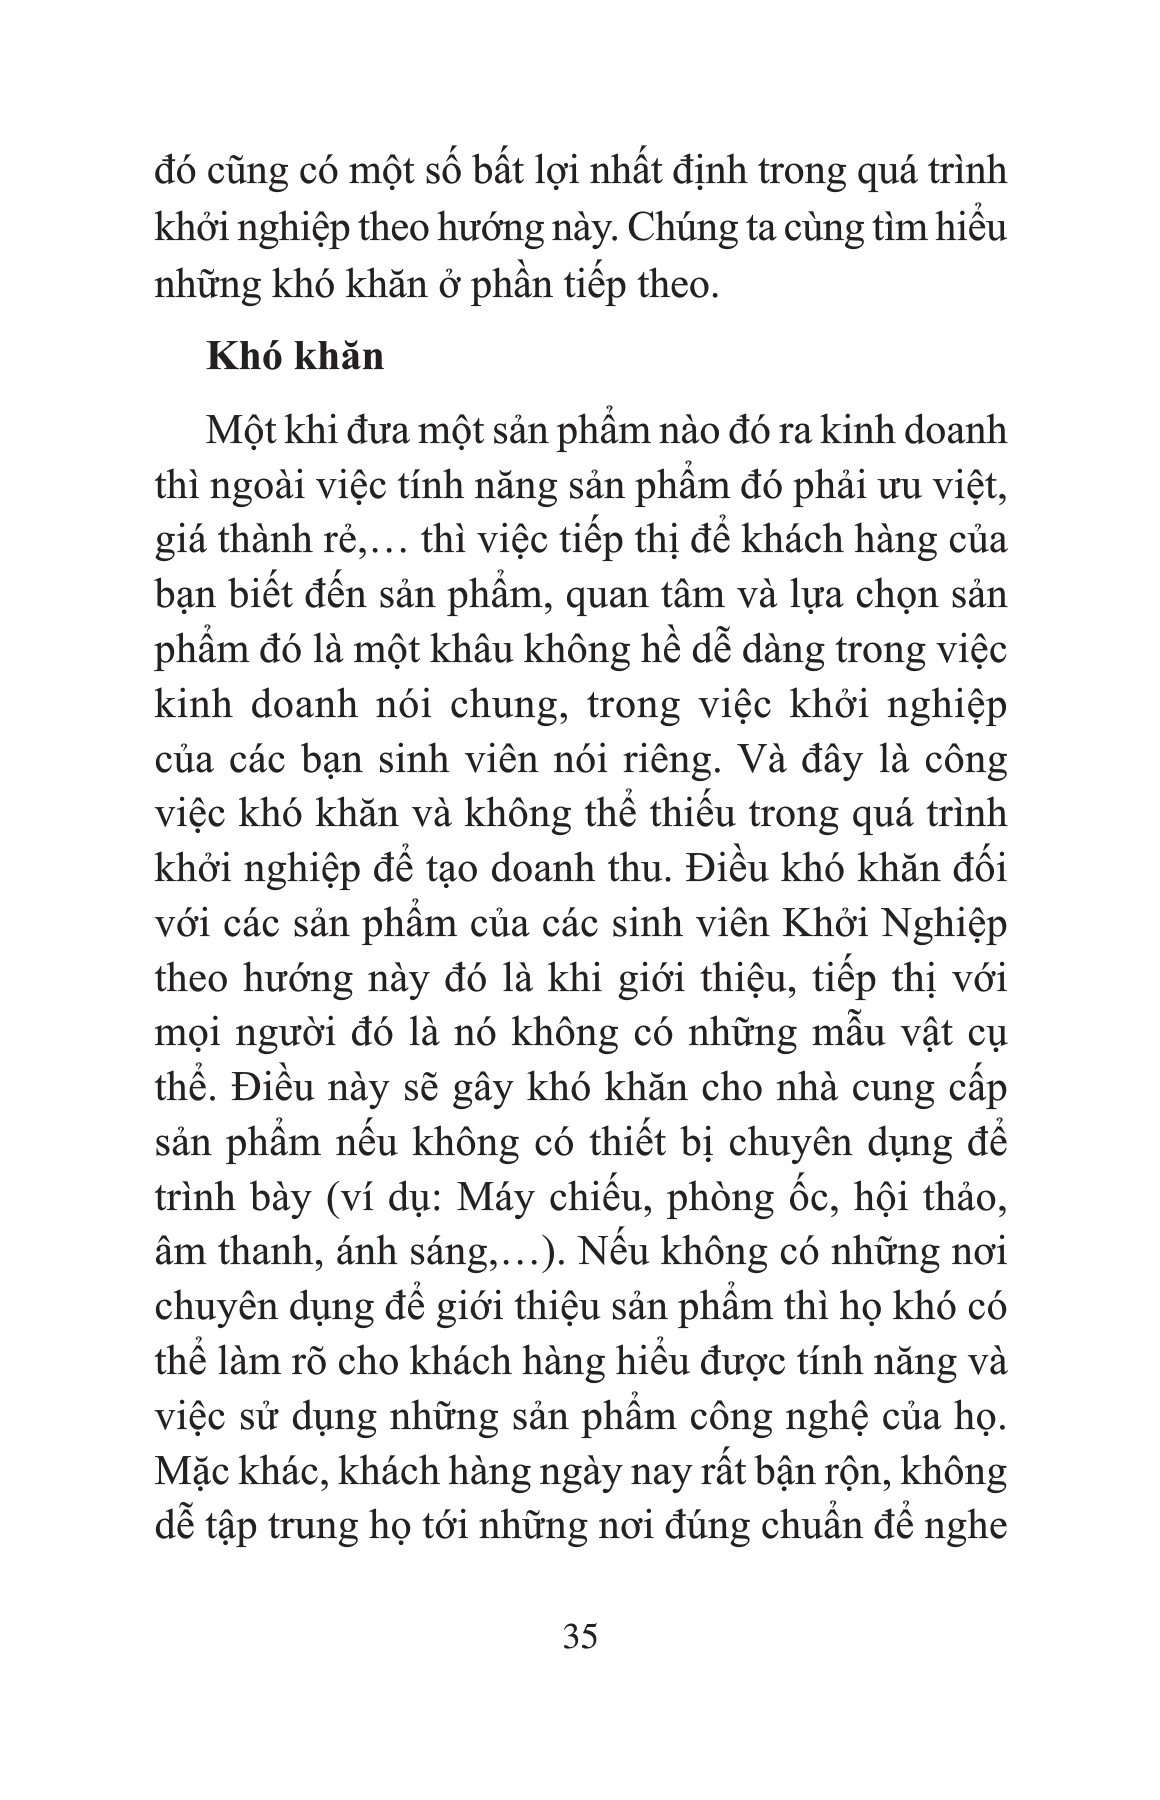 đó cũng có một số bất lợi nhất định trong quá trình
khởi nghiệp theo hướng này. Chúng ta cùng tìm hiểu
những khó khăn ở phần tiếp theo.
Khó khăn
Một khi đưa một sản phẩm nào đó ra kinh doanh
thì ngoài việc tính năng sản phẩm đó phải ưu việt,
giá thành rẻ,… thì việc tiếp thị để khách hàng của
bạn biết đến sản phẩm, quan tâm và lựa chọn sản
phẩm đó là một khâu không hề dễ dàng trong việc
kinh doanh nói chung, trong việc khởi nghiệp
của các bạn sinh viên nói riêng. Và đây là công
việc khó khăn và không thể thiếu trong quá trình
khởi nghiệp để tạo doanh thu. Điều khó khăn đối
với các sản phẩm của các sinh viên Khởi Nghiệp
theo hướng này đó là khi giới thiệu, tiếp thị với
mọi người đó là nó không có những mẫu vật cụ
thể. Điều này sẽ gây khó khăn cho nhà cung cấp
sản phẩm nếu không có thiết bị chuyên dụng để
trình bày (ví dụ: Máy chiếu, phòng ốc, hội thảo,
âm thanh, ánh sáng,…). Nếu không có những nơi
chuyên dụng để giới thiệu sản phẩm thì họ khó có
thể làm rõ cho khách hàng hiểu được tính năng và
việc sử dụng những sản phẩm công nghệ của họ.
Mặc khác, khách hàng ngày nay rất bận rộn, không
dễ tập trung họ tới những nơi đúng chuẩn để nghe
35